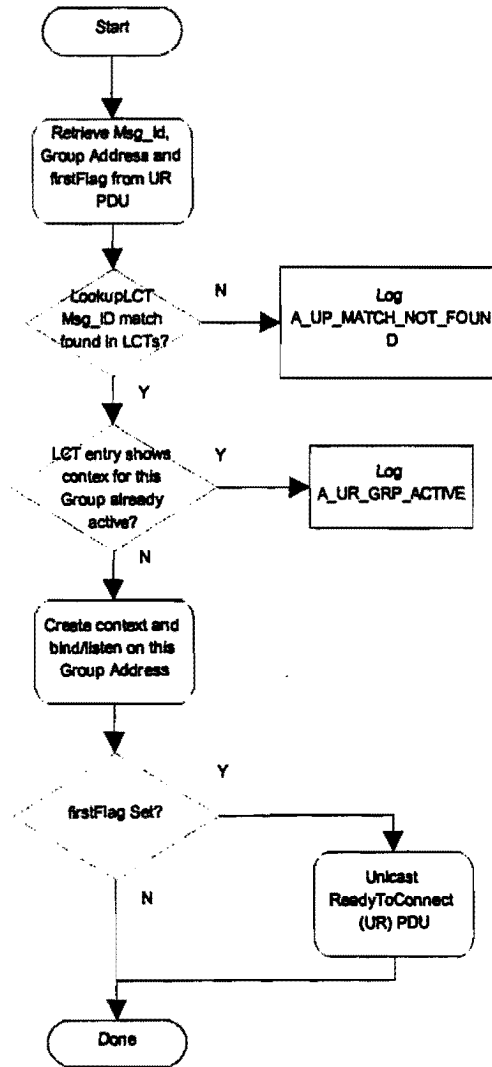 Start
Retrieve Msg_Id,
Group Address and
firstFlag from UR
PDU
LookupLCT
Msg_ID match
found in LCTs?
N
Log
A_UP_MATCH_NOT_FOUN
D
Y
LCT entry shows
contex for this
Group already
active?
Y
Log
A_UR_GRP_ACTIVE
N
Create context and
bind/listen on this
Group Address
Y
firstFlag Set?
N
Unicast
ReadyToConnect
(UR) PDU
Done